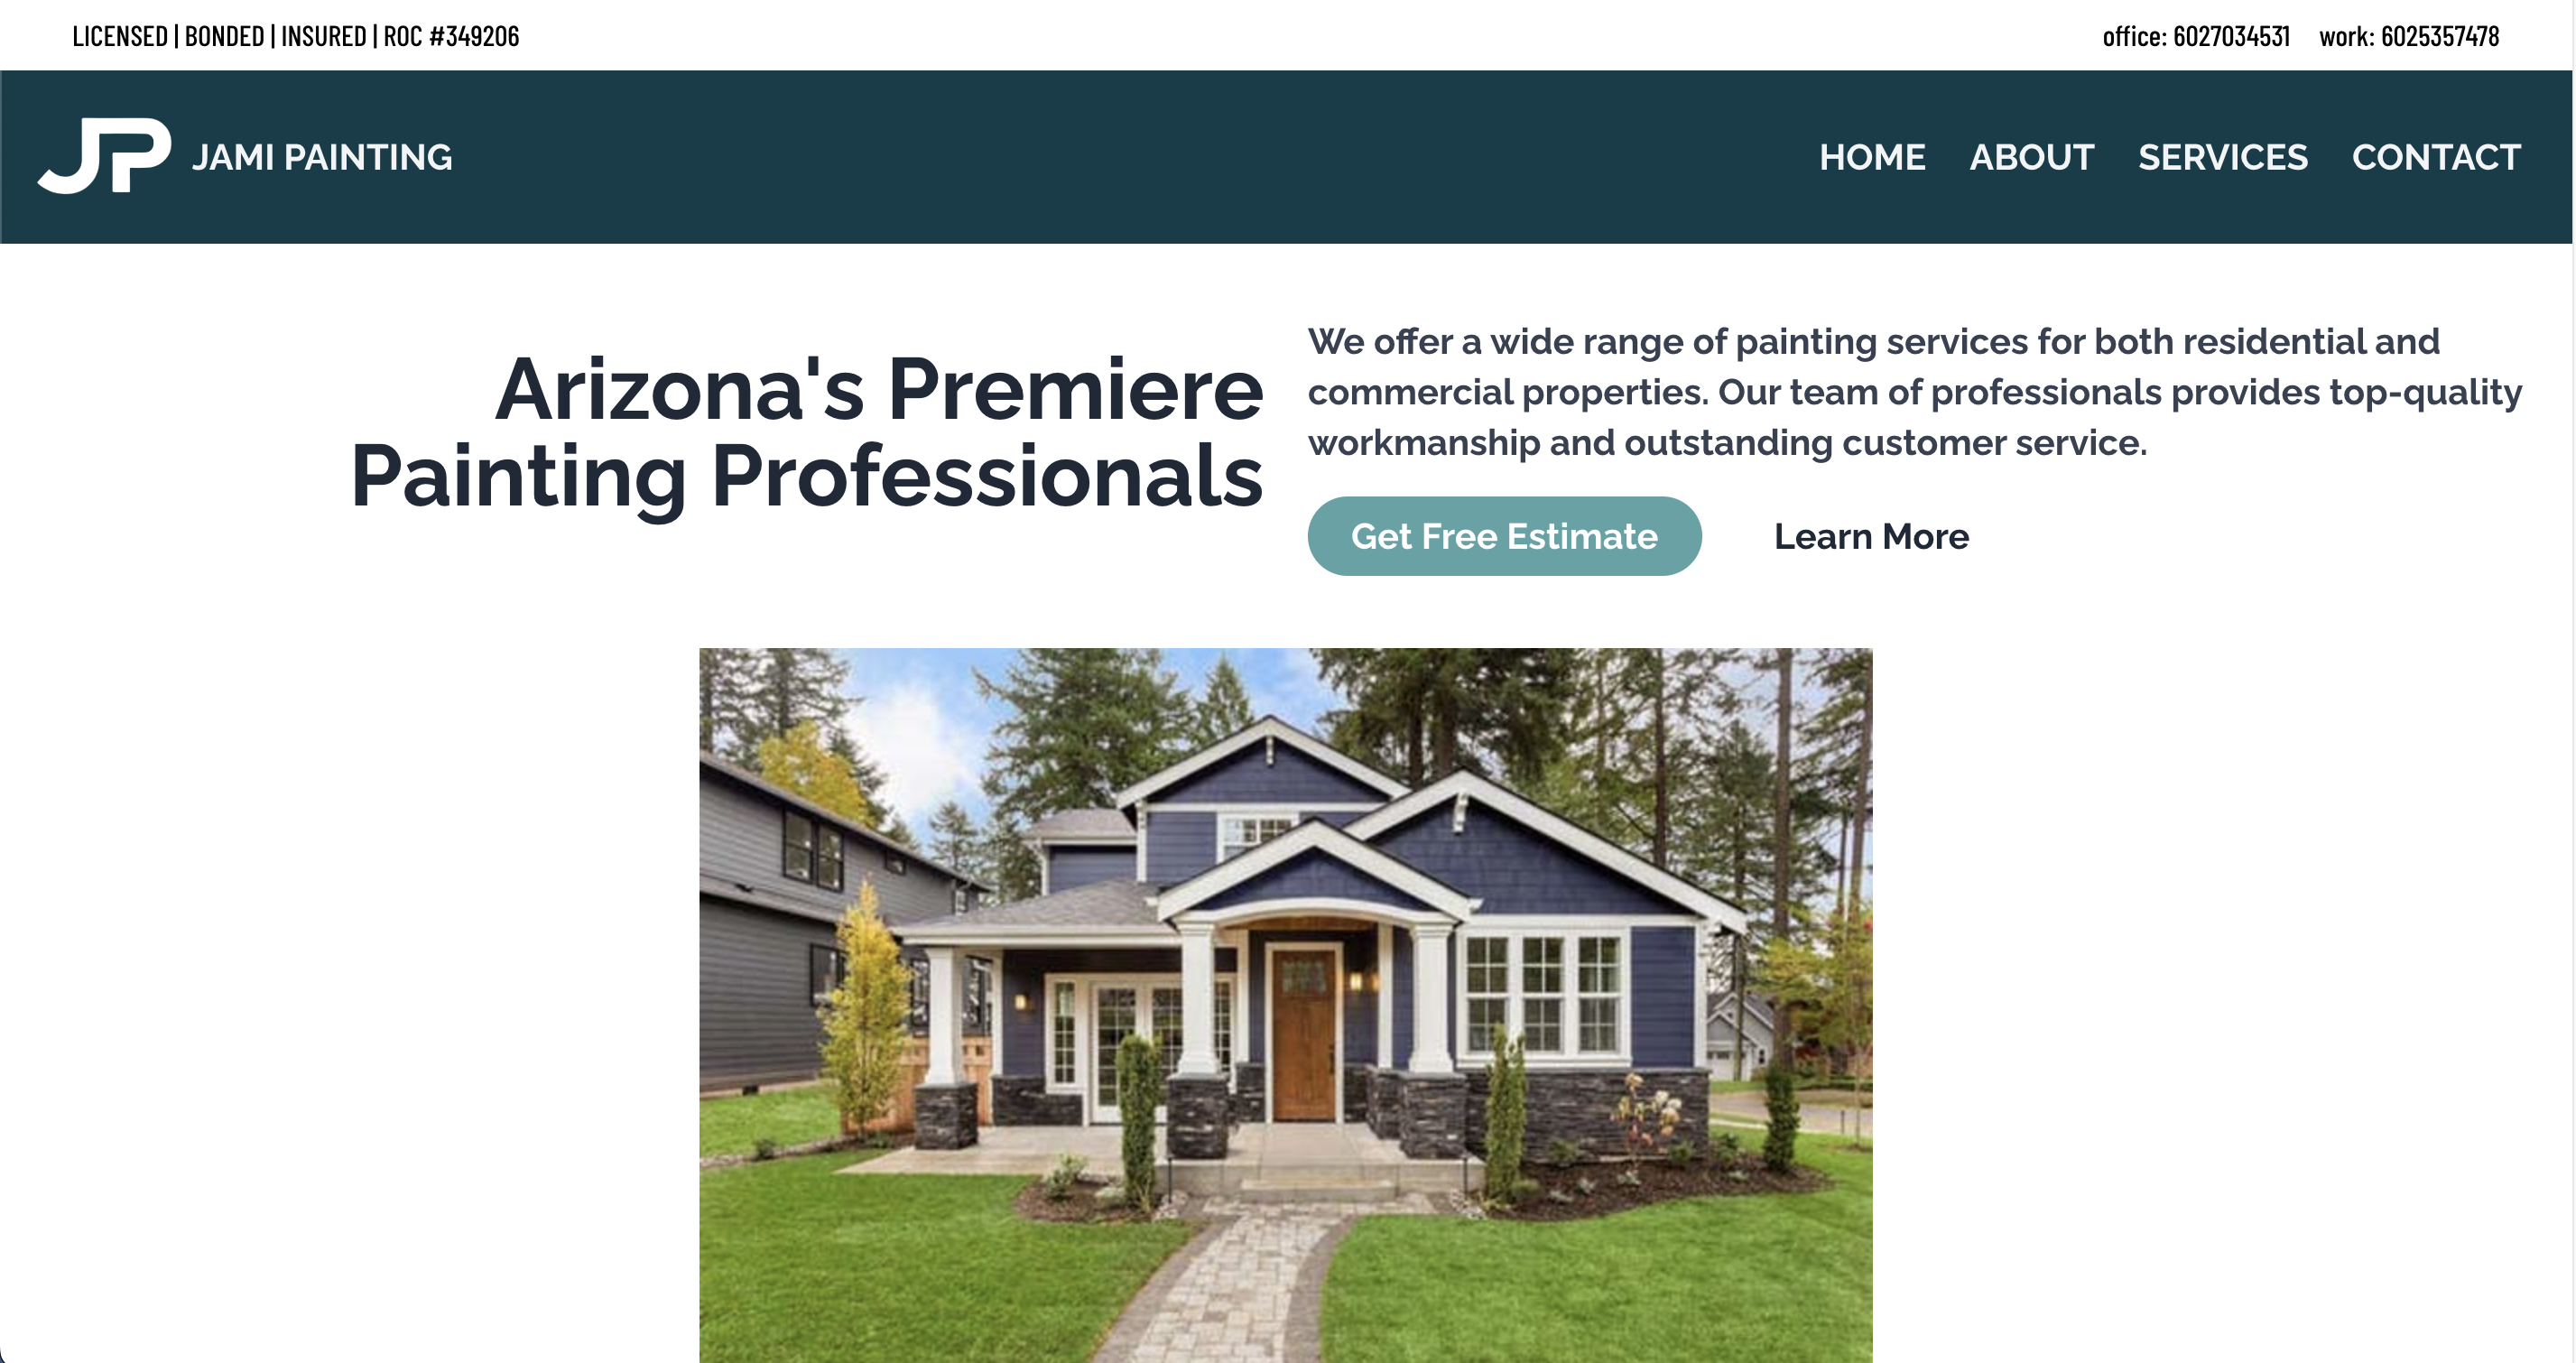 LICENSED | BONDED | INSURED | ROC #349206
office: 6027034531 work: 6025357478
JP JAMI PAINTING
HOME ABOUT SERVICES CONTACT
Arizona's Premiere
Painting Professionals
We offer a wide range of painting services for both residential and
commercial properties. Our team of professionals provides top-quality
workmanship and outstanding customer service.
Get Free Estimate
Learn More